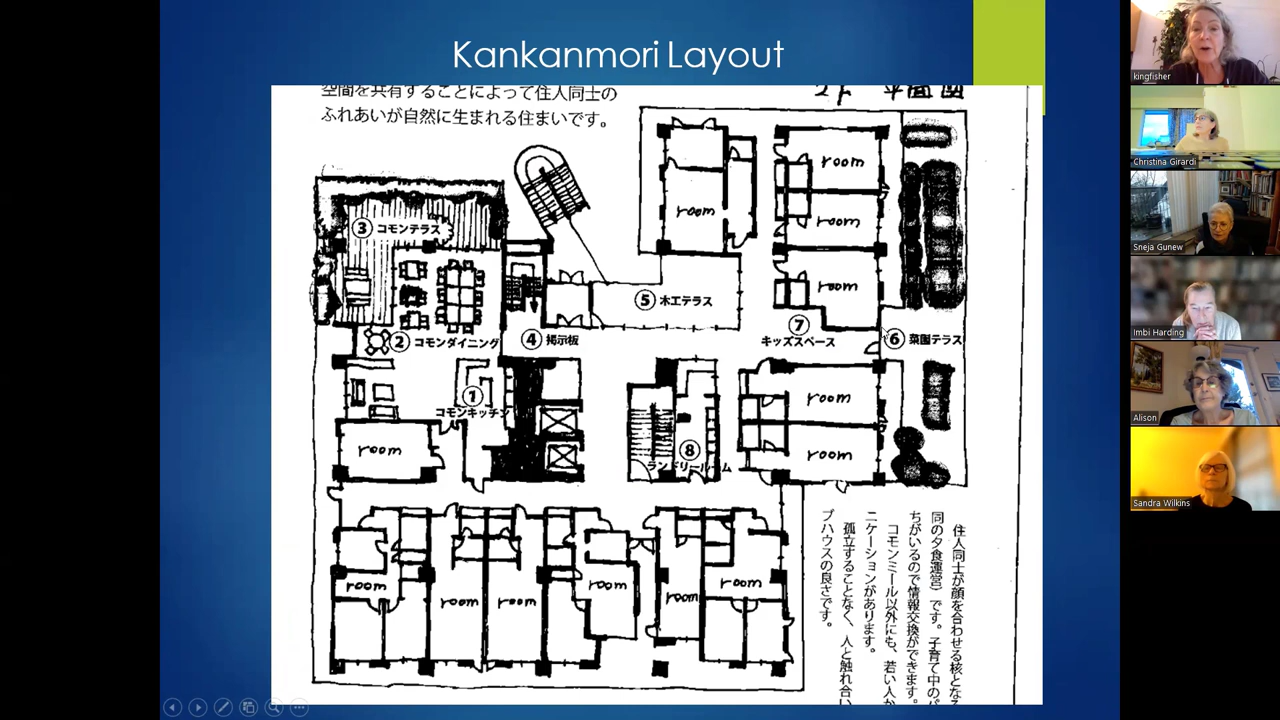 Kankanmori Layout
空間を共有することによって住人同士の
ふれあいが自然に生まれる住まいです。
2F 平面図
③ コモンテラス
② コモンダイニング
① コモンキッチン
④ 掲示板
⑤ 木工テラス
⑦
キッズスペース
⑥ 菜園テラス
⑧
ランドリールーム
room
room
room
room
room
room
room
room
room
room
room
room
room
住人同士が顔を合わせる核となる
同の夕食運営）です。子育て中のパ
ちがいるので情報交換ができます。
コモンミール以外にも、若い人か
ニケーションがあります。
孤立することなく、人と触れ合い
プハウスの良さです。
kingfisher
Christina Girardi
Sneja Gunew
Imbi Harding
Alison
Sandra Wilkins